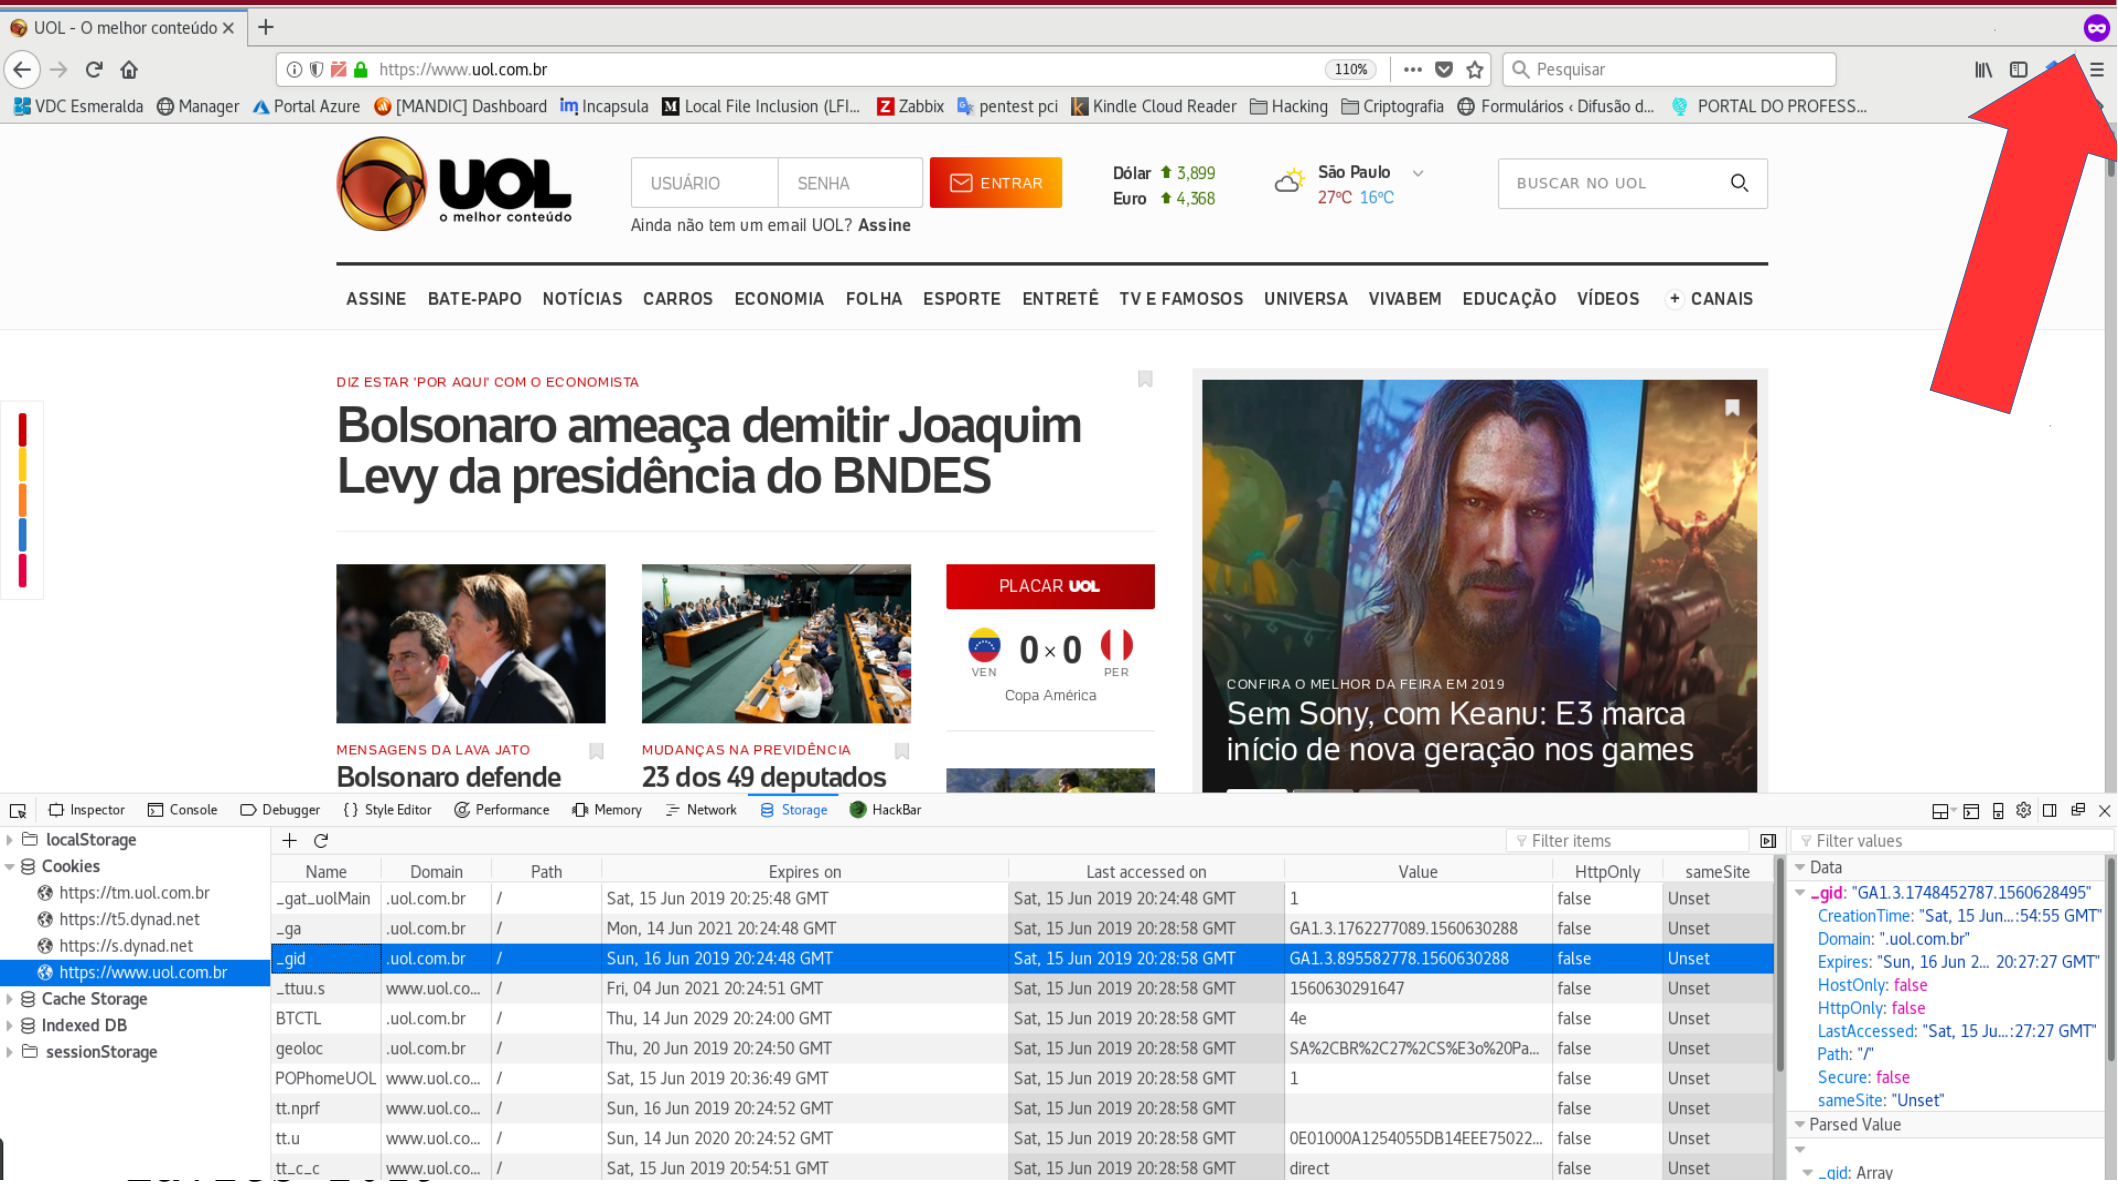 UOL - O melhor conteúdo
https://www.uol.com.br
110%
Pesquisar
VDC Esmeralda Manager Portal Azure [MANDIC] Dashboard im Incapsula M Local File Inclusion (LFI... Z Zabbix pentest pci Kindle Cloud Reader Hacking Criptografia Formulários ‹ Difusão d... PORTAL DO PROFESS...
UOL
o melhor conteúdo
USUÁRIO SENHA ENTRAR
Ainda não tem um email UOL? Assine
Dólar 3,899
Euro 4,368
São Paulo
27ºC 16ºC
BUSCAR NO UOL
ASSINE BATE-PAPO NOTÍCIAS CARROS ECONOMIA FOLHA ESPORTE ENTRETÊ TV E FAMOSOS UNIVERSA VIVABEM EDUCAÇÃO VÍDEOS + CANAIS
DIZ ESTAR 'POR AQUI' COM O ECONOMISTA
Bolsonaro ameaça demitir Joaquim
Levy da presidência do BNDES
MENSAGENS DA LAVA JATO
Bolsonaro defende
MUDANÇAS NA PREVIDÊNCIA
23 dos 49 deputados
PLACAR UOL
0 × 0
VEN PER
Copa América
CONFIRA O MELHOR DA FEIRA EM 2019
Sem Sony, com Keanu: E3 marca
início de nova geração nos games
Inspector Console Debugger {} Style Editor Performance Memory Network Storage HackBar
localStorage
Cookies
https://tm.uol.com.br
https://t5.dynad.net
https://s.dynad.net
https://www.uol.com.br
Cache Storage
Indexed DB
sessionStorage
Filter items
Name Domain Path Expires on Last accessed on Value HttpOnly sameSite
_gat_uolMain .uol.com.br / Sat, 15 Jun 2019 20:25:48 GMT Sat, 15 Jun 2019 20:24:48 GMT 1 false Unset
_ga .uol.com.br / Mon, 14 Jun 2021 20:24:48 GMT Sat, 15 Jun 2019 20:28:58 GMT GA1.3.1762277089.1560630288 false Unset
_gid .uol.com.br / Sun, 16 Jun 2019 20:24:48 GMT Sat, 15 Jun 2019 20:28:58 GMT GA1.3.895582778.1560630288 false Unset
_ttuu.s www.uol.co... / Fri, 04 Jun 2021 20:24:51 GMT Sat, 15 Jun 2019 20:28:58 GMT 1560630291647 false Unset
BTCTL .uol.com.br / Thu, 14 Jun 2029 20:24:00 GMT Sat, 15 Jun 2019 20:28:58 GMT 4e false Unset
geoloc .uol.com.br / Thu, 20 Jun 2019 20:24:50 GMT Sat, 15 Jun 2019 20:28:58 GMT SA%2CBR%2C27%2CS%E3o%20Pa... false Unset
POPhomeUOL www.uol.co... / Sat, 15 Jun 2019 20:36:49 GMT Sat, 15 Jun 2019 20:28:58 GMT 1 false Unset
tt.nprf www.uol.co... / Sun, 16 Jun 2019 20:24:52 GMT Sat, 15 Jun 2019 20:28:58 GMT false Unset
tt.u www.uol.co... / Sun, 14 Jun 2020 20:24:52 GMT Sat, 15 Jun 2019 20:28:58 GMT 0E01000A1254055DB14EEE75022... false Unset
tt_c_c www.uol.co... / Sat, 15 Jun 2019 20:54:51 GMT Sat, 15 Jun 2019 20:28:58 GMT direct false Unset
Filter values
Data
_gid: "GA1.3.1748452787.1560628495"
CreationTime: "Sat, 15 Jun...:54:55 GMT"
Domain: ".uol.com.br"
Expires: "Sun, 16 Jun 2... 20:27:27 GMT"
HostOnly: false
HttpOnly: false
LastAccessed: "Sat, 15 Ju...:27:27 GMT"
Path: "/"
Secure: false
sameSite: "Unset"
Parsed Value
_gid: Array